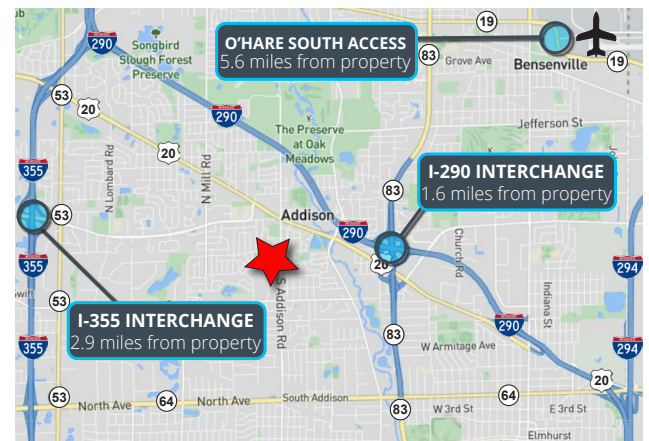 ub
290
Songbird
Slough Forest
Preserve
19
O'HARE SOUTH ACCESS
5.6 miles from property
83
Grove Ave
Bensenville
19
53
20
290
The Preserve
at Oak
Meadows
Jefferson St
355
N Lombard Rd
20
N Mill Rd
83
I-290 INTERCHANGE
1.6 miles from property
53
Addison
290
20
Church Rd
355
294
S Addison Rd
53
I-355 INTERCHANGE
2.9 miles from property
Indiana St
290
355
83
W Armitage Ave
294
20
53
North Ave
64
North Ave
South Addison
83
W 3rd St
64
E 3rd St
Elmhurst